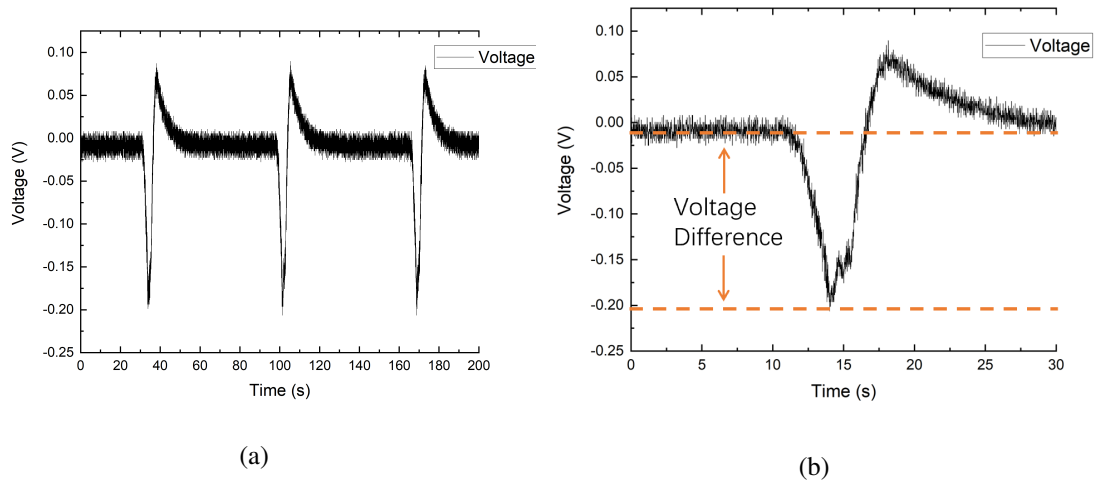 Voltage
0.10
0.05
0.00
-0.05
-0.10
-0.15
-0.20
-0.25
Voltage (V)
0 20 40 60 80 100 120 140 160 180 200
Time (s)
(a)
Voltage
0.10
0.05
0.00
-0.05
-0.10
-0.15
-0.20
-0.25
Voltage (V)
Voltage
Difference
0 5 10 15 20 25 30
Time (s)
(b)